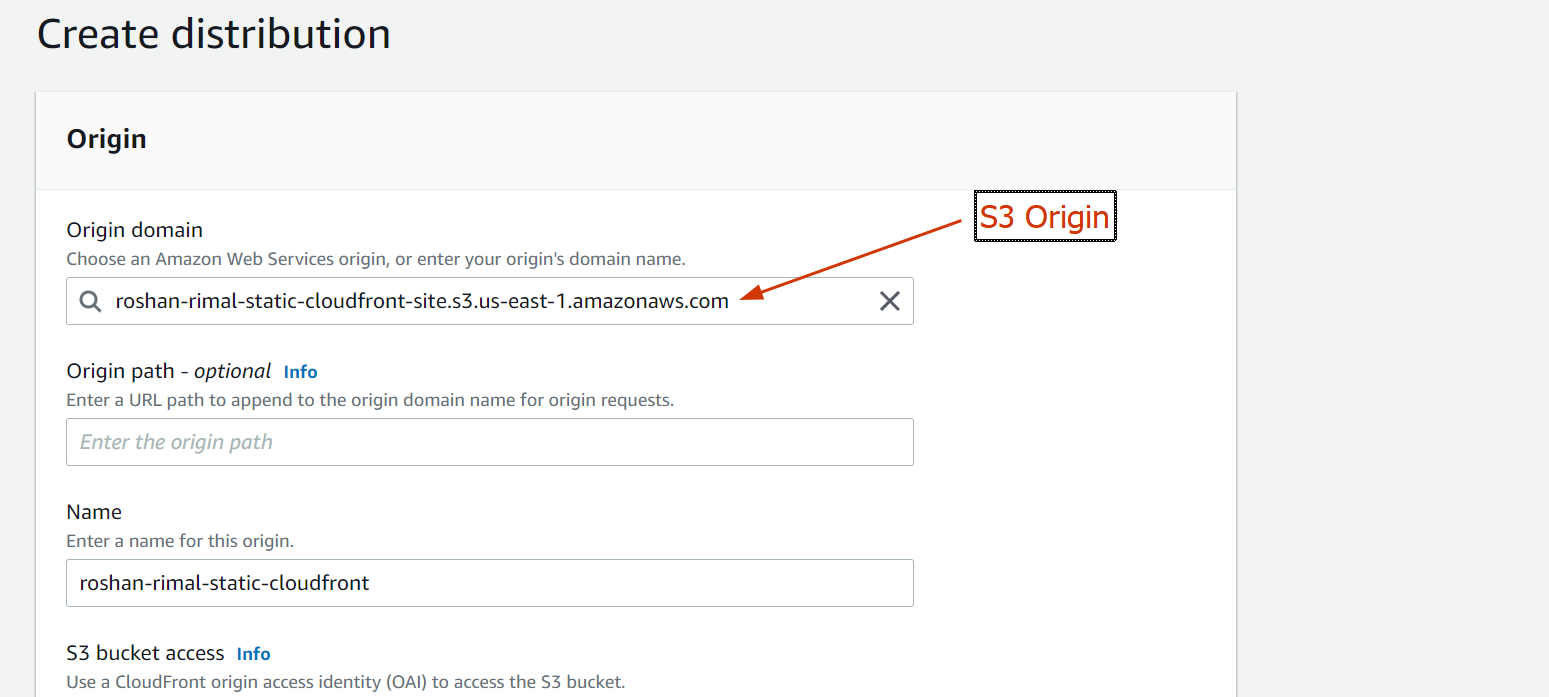 Create distribution
Origin
S3 Origin
Origin domain
Choose an Amazon Web Services origin, or enter your origin's domain name.
roshan-rimal-static-cloudfront-site.s3.us-east-1.amazonaws.com
Origin path - optional Info
Enter a URL path to append to the origin domain name for origin requests.
Enter the origin path
Name
Enter a name for this origin.
roshan-rimal-static-cloudfront
S3 bucket access Info
Use a CloudFront origin access identity (OAI) to access the S3 bucket.